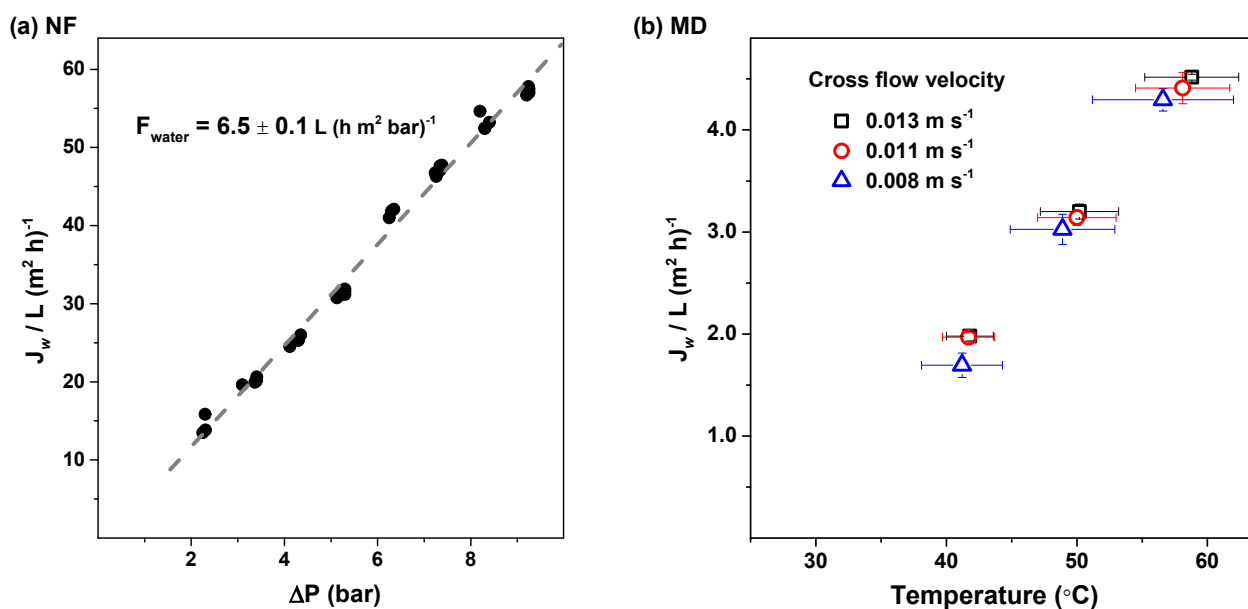 (a) NF
F_water = 6.5 ± 0.1 L (h m² bar)⁻¹
J_w / L (m² h)⁻¹
60
50
40
30
20
10
2
4
6
8
ΔP (bar)
(b) MD
Cross flow velocity
0.013 m s⁻¹
0.011 m s⁻¹
0.008 m s⁻¹
J_w / L (m² h)⁻¹
4.0
3.0
2.0
1.0
30
40
50
60
Temperature (°C)